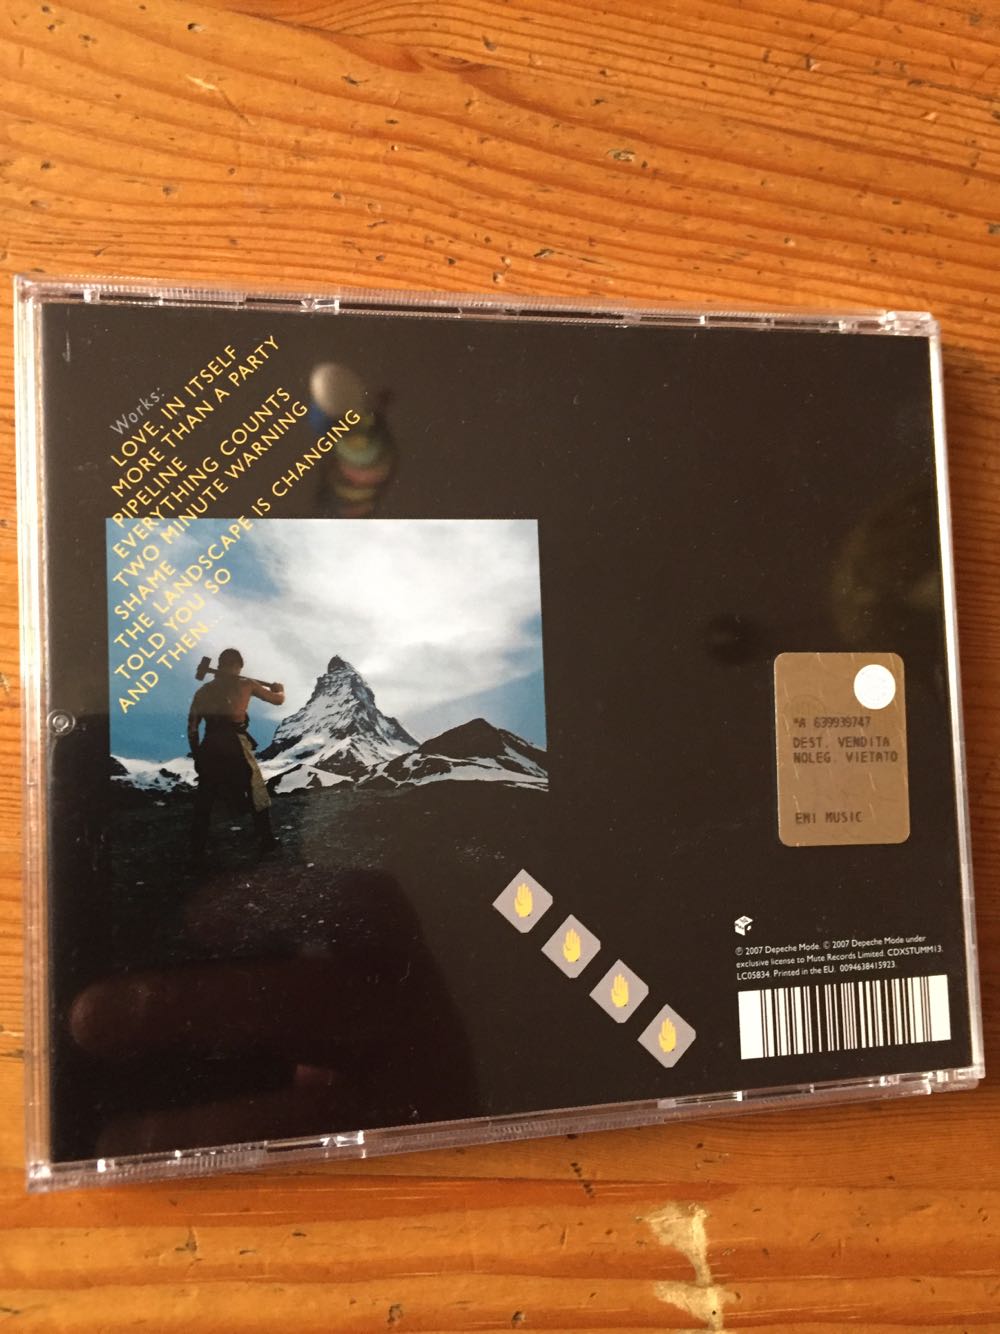 Works:
LOVE, IN ITSELF
MORE THAN A PARTY
PIPELINE
EVERYTHING COUNTS
TWO MINUTE WARNING
SHAME
THE LANDSCAPE IS CHANGING
TOLD YOU SO
AND THEN...
*A 639939747
DEST. VENDITA
NOLEG. VIETATO
EMI MUSIC
℗ 2007 Depeche Mode. © 2007 Depeche Mode under
exclusive license to Mute Records Limited. CDXSTUMM13.
LC05834. Printed in the EU. 0094638415923.